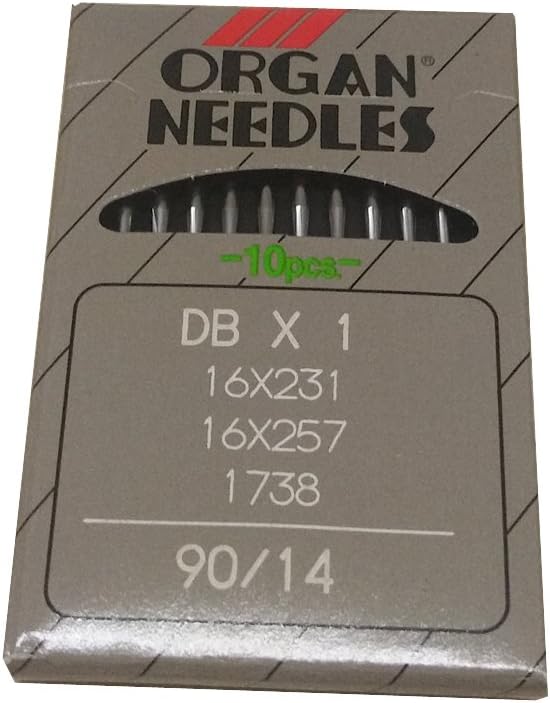 ORGAN®
NEEDLES
-10pcs.-
DB X 1
16X231
16X257
1738
90/14